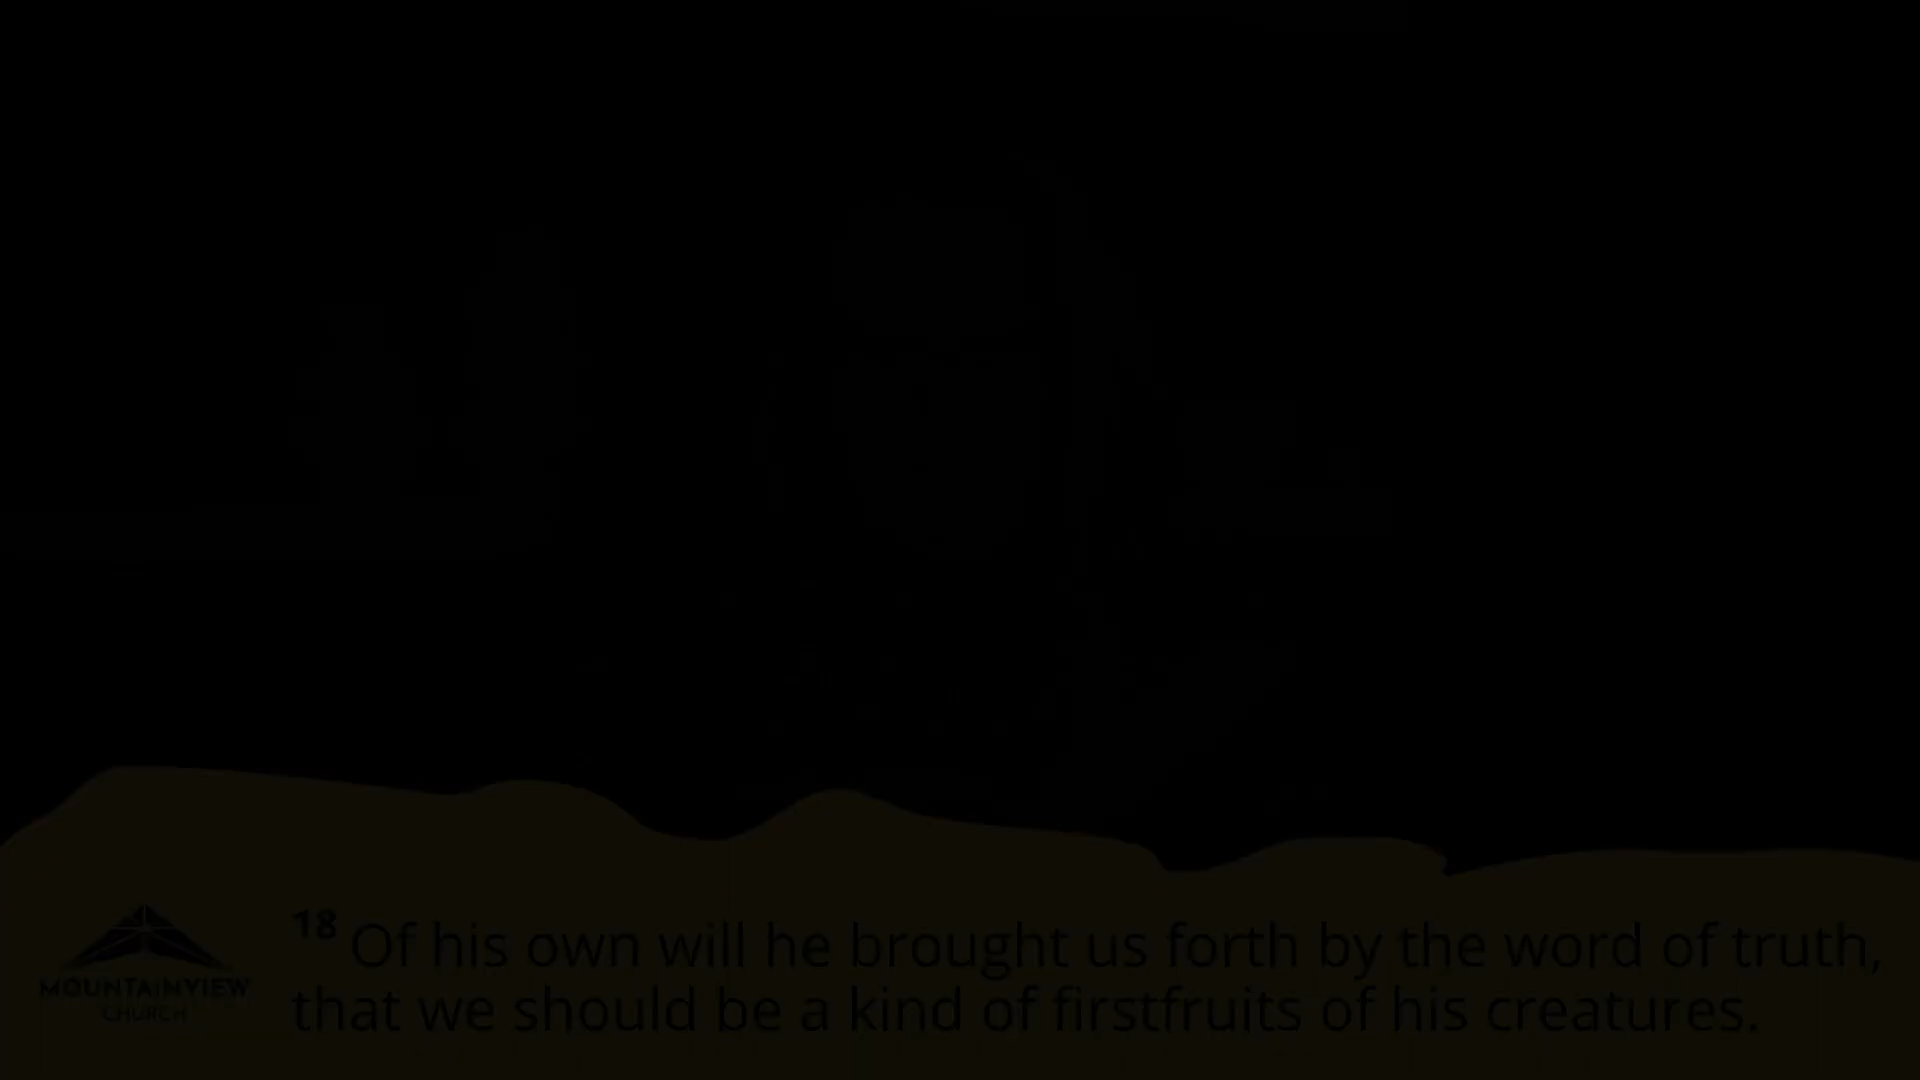 18 Of his own will he brought us forth by the word of truth,
that we should be a kind of firstfruits of his creatures.
MOUNTAINVIEW
CHURCH